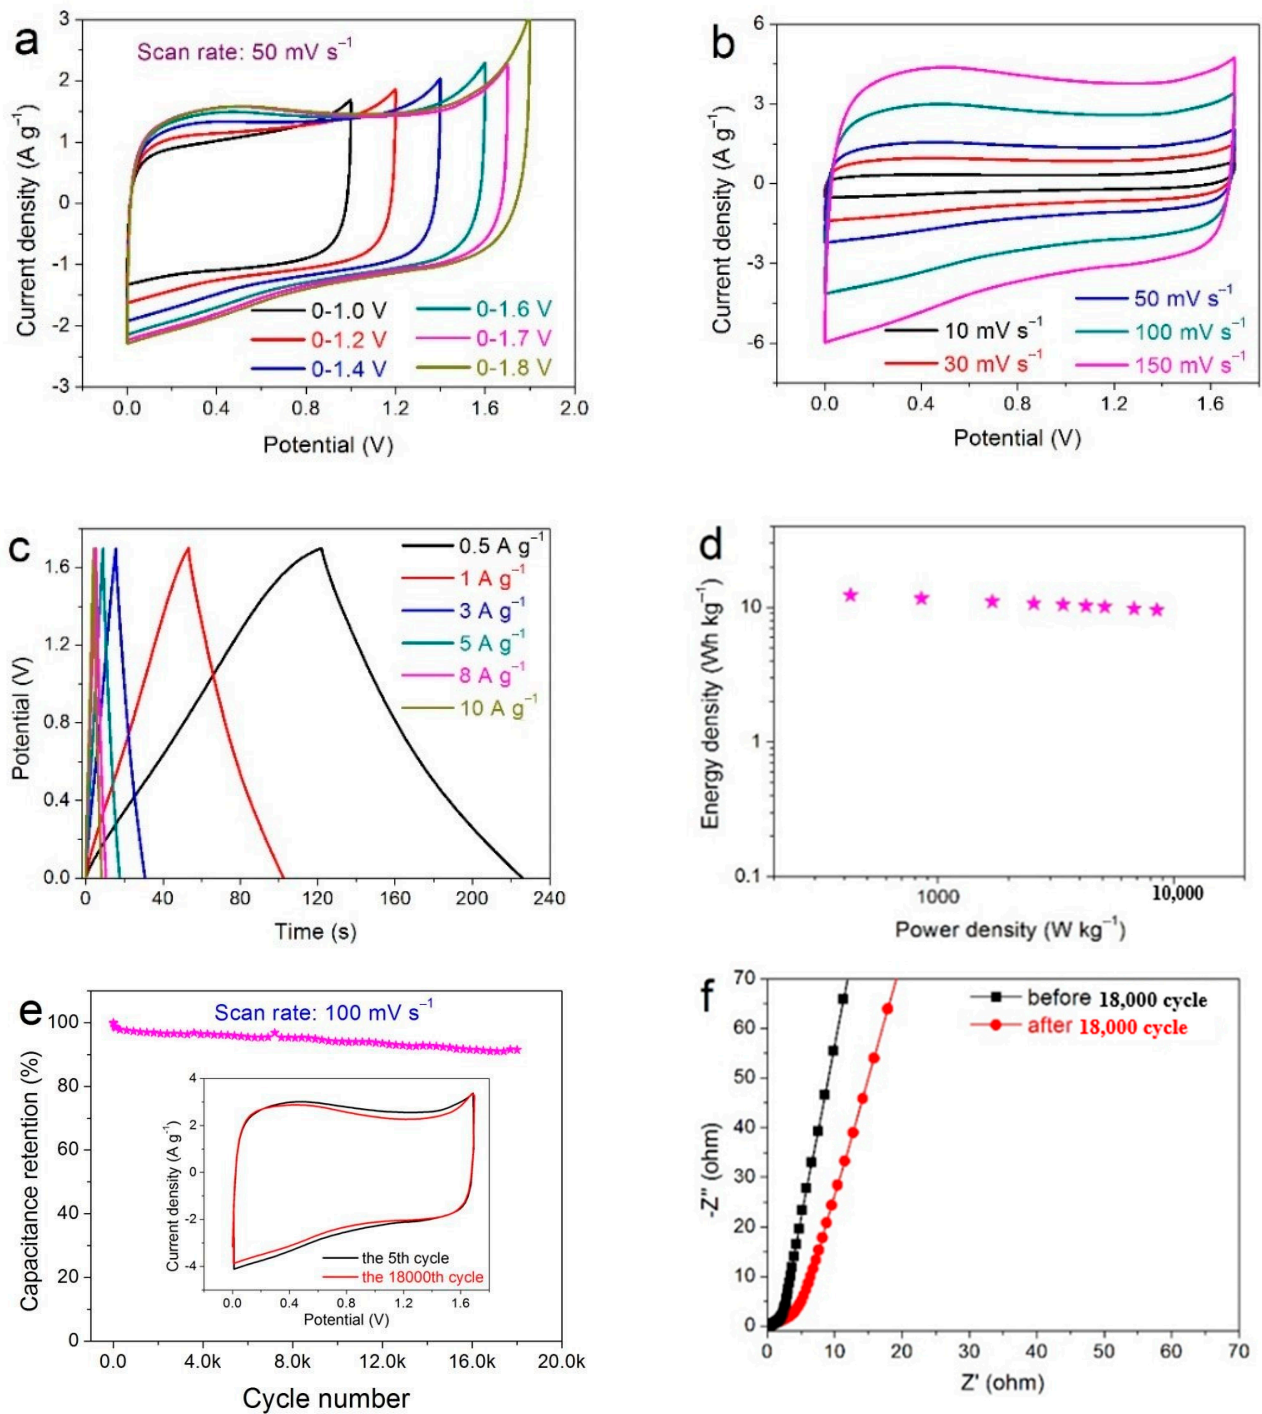 a
Scan rate: 50 mV s⁻¹
3
2
1
0
-1
-2
-3
Current density (A g⁻¹)
0-1.0 V
0-1.2 V
0-1.4 V
0-1.6 V
0-1.7 V
0-1.8 V
0.0 0.4 0.8 1.2 1.6 2.0
Potential (V)
b
6
3
0
-3
-6
Current density (A g⁻¹)
10 mV s⁻¹
30 mV s⁻¹
50 mV s⁻¹
100 mV s⁻¹
150 mV s⁻¹
0.0 0.4 0.8 1.2 1.6
Potential (V)
c
1.6
1.2
0.8
0.4
0.0
Potential (V)
0.5 A g⁻¹
1 A g⁻¹
3 A g⁻¹
5 A g⁻¹
8 A g⁻¹
10 A g⁻¹
0 40 80 120 160 200 240
Time (s)
d
10
1
0.1
Energy density (Wh kg⁻¹)
1000 10,000
Power density (W kg⁻¹)
e
Scan rate: 100 mV s⁻¹
100
80
60
40
20
0
Capacitance retention (%)
4
2
0
-2
-4
Current density (A g⁻¹)
the 5th cycle
the 18000th cycle
0.0 0.4 0.8 1.2 1.6
Potential (V)
0.0 4.0k 8.0k 12.0k 16.0k 20.0k
Cycle number
f
before 18,000 cycle
after 18,000 cycle
70
60
50
40
30
20
10
0
-Z" (ohm)
0 10 20 30 40 50 60 70
Z' (ohm)